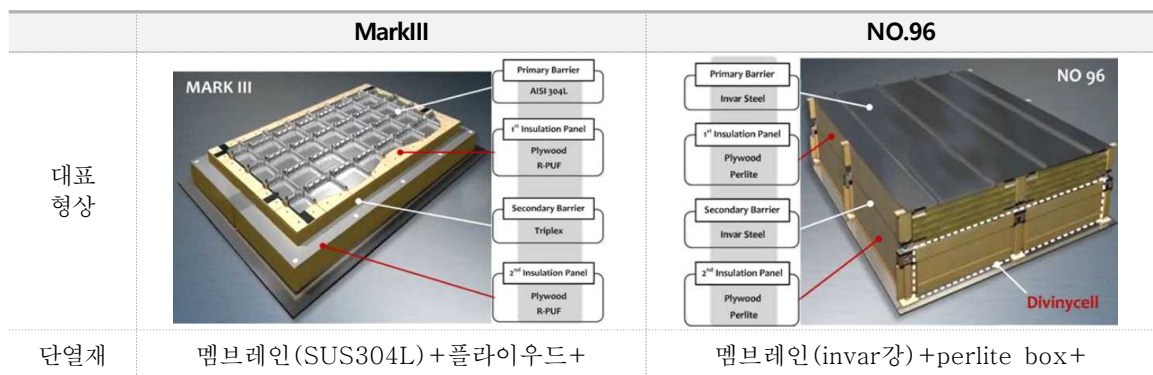 MarkIII
NO.96
대표
형상
MARK III
Primary Barrier
AISI 304L
1st Insulation Panel
Plywood
R-PUF
Secondary Barrier
Triplex
2nd Insulation Panel
Plywood
R-PUF
Primary Barrier
Invar Steel
1st Insulation Panel
Plywood
Perlite
Secondary Barrier
Invar Steel
2nd Insulation Panel
Plywood
Perlite
NO 96
Divinycell
단열재
멤브레인(SUS304L)+플라이우드+
멤브레인(invar강)+perlite box+